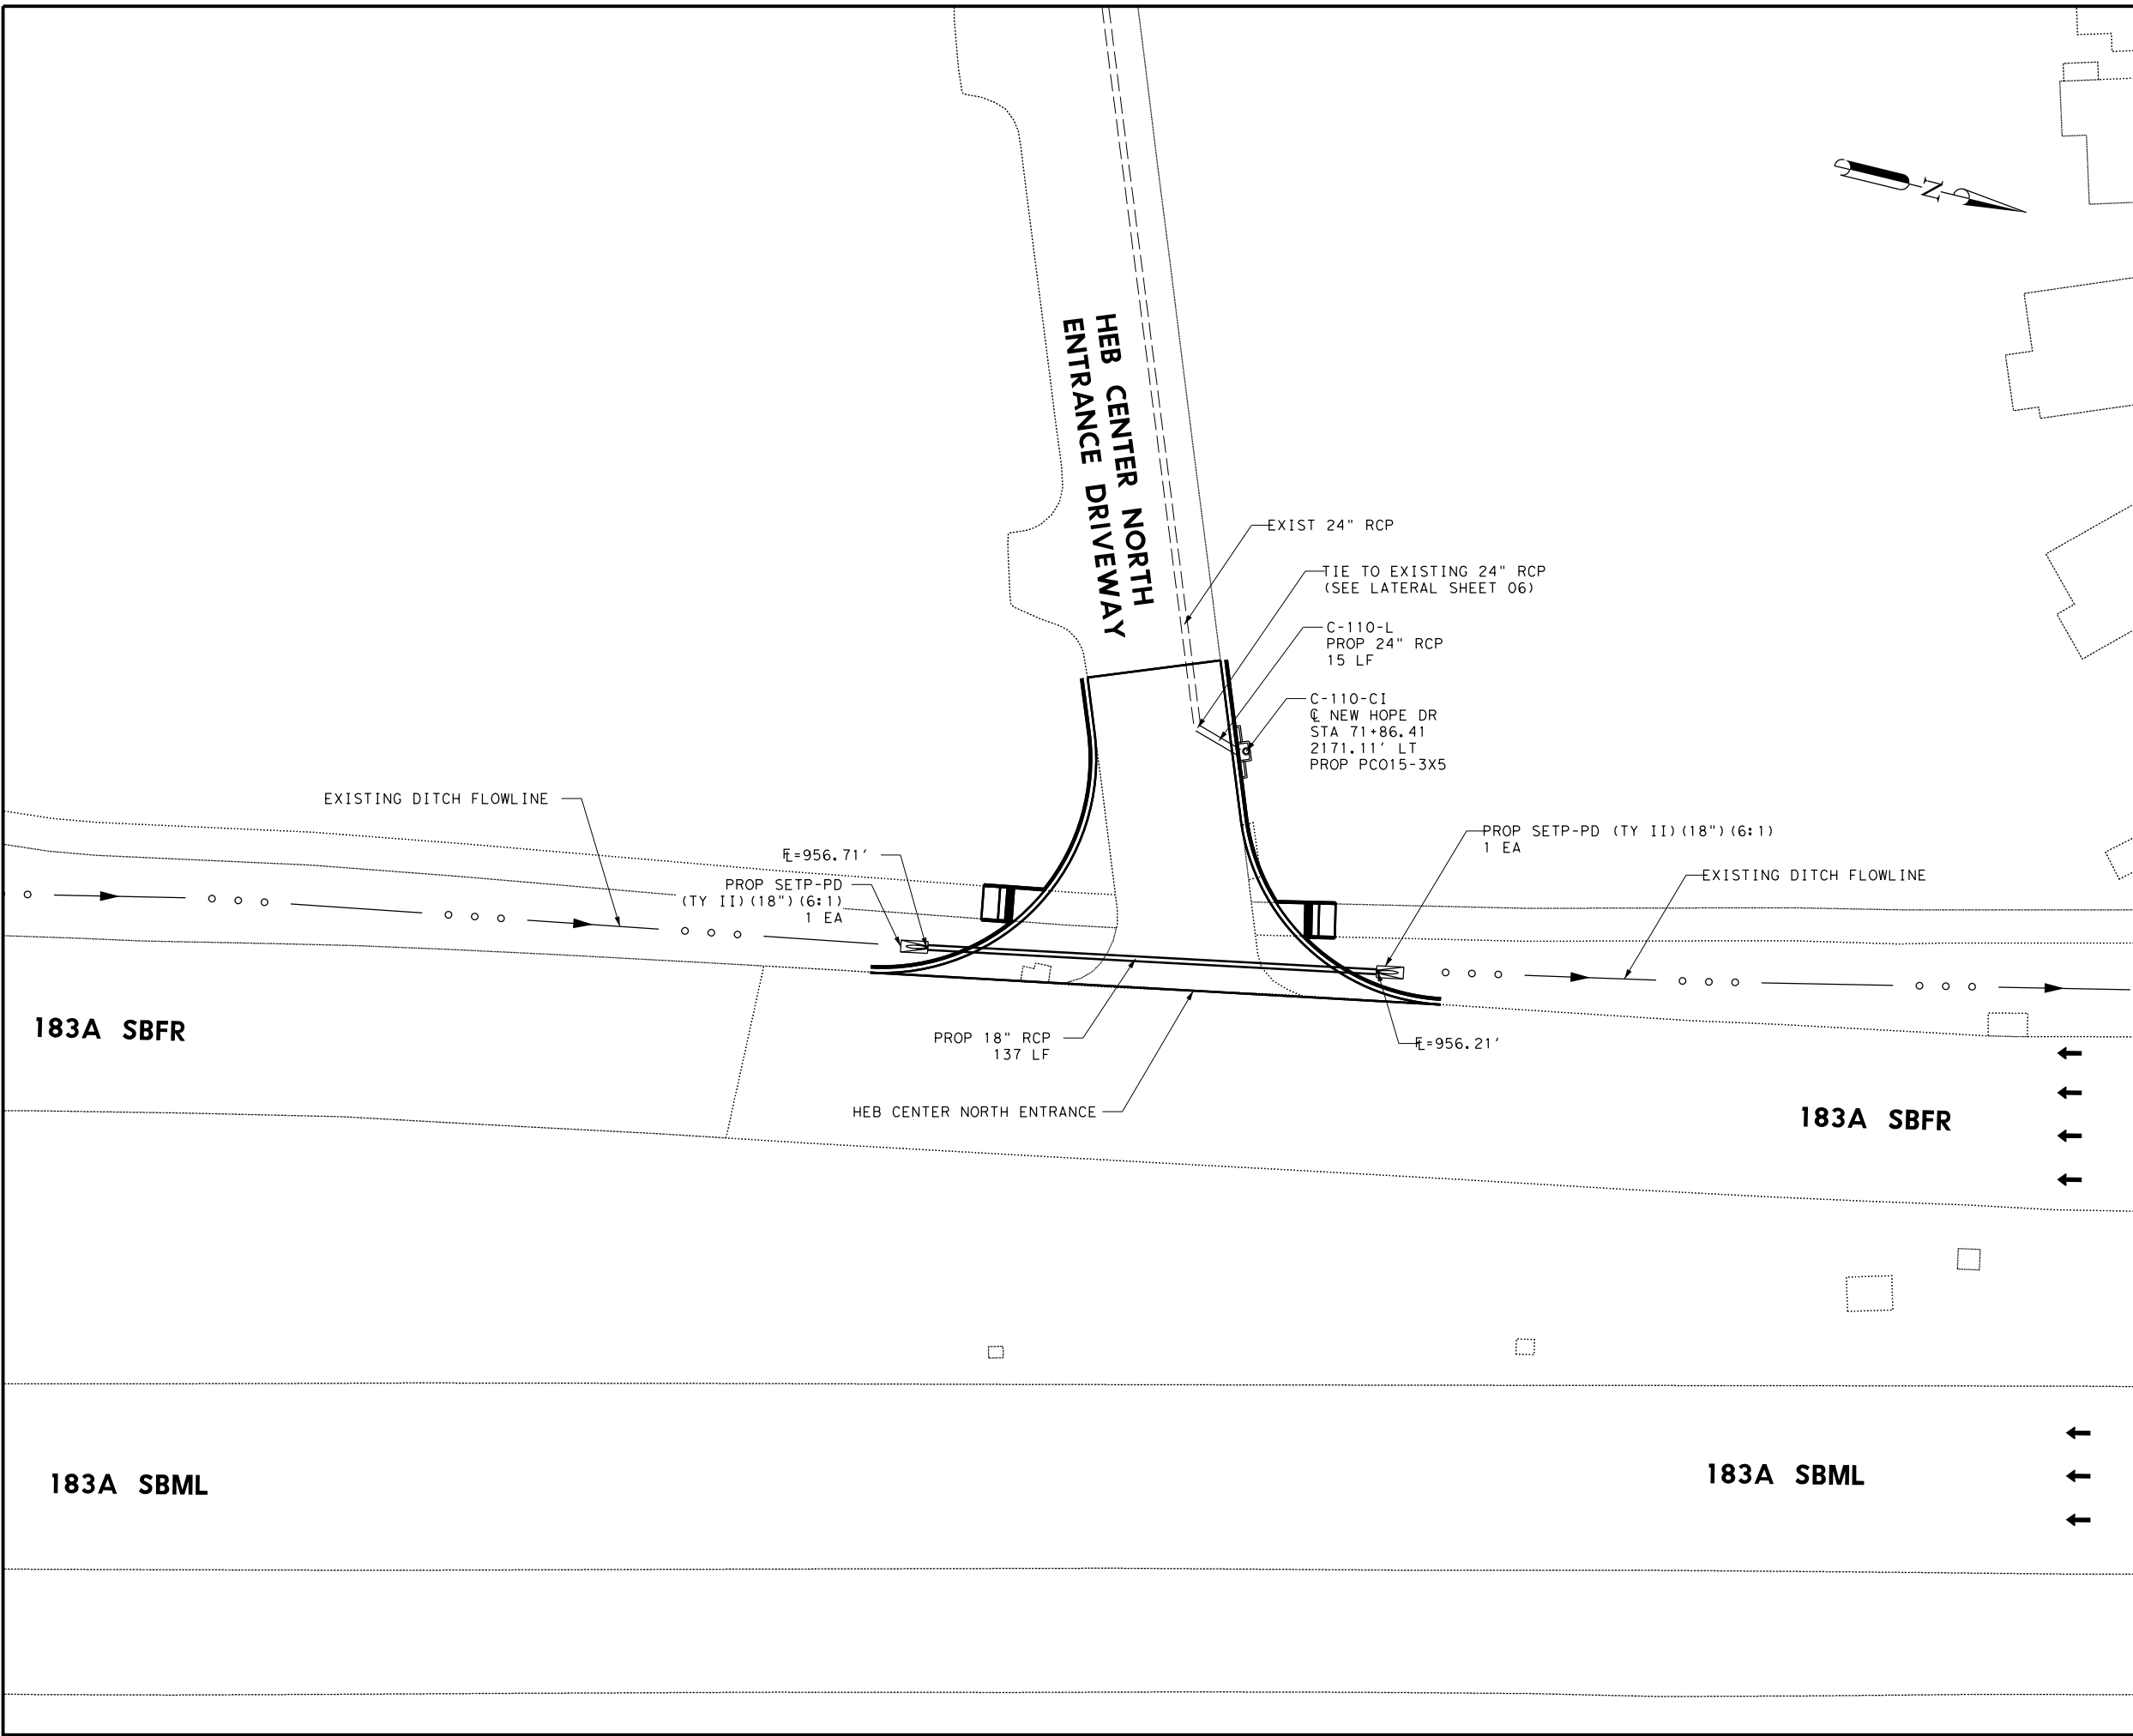 N
HEB CENTER NORTH
ENTRANCE DRIVEWAY
EXIST 24" RCP
TIE TO EXISTING 24" RCP
(SEE LATERAL SHEET 06)
C-110-L
PROP 24" RCP
15 LF
C-110-CI
℄ NEW HOPE DR
STA 71+86.41
2171.11' LT
PROP PCO15-3X5
EXISTING DITCH FLOWLINE
FL=956.71'
PROP SETP-PD
(TY II)(18")(6:1)
1 EA
PROP SETP-PD (TY II)(18")(6:1)
1 EA
EXISTING DITCH FLOWLINE
PROP 18" RCP
137 LF
FL=956.21'
HEB CENTER NORTH ENTRANCE
183A SBFR
183A SBFR
183A SBML
183A SBML